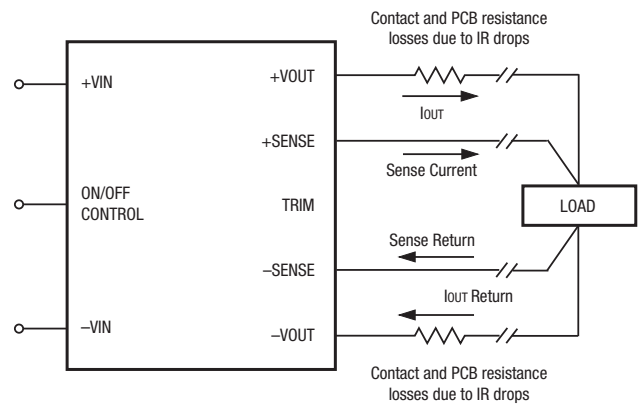 Contact and PCB resistance
losses due to IR drops
+VIN
+VOUT
IOUT
+SENSE
Sense Current
ON/OFF
CONTROL
TRIM
LOAD
Sense Return
–SENSE
IOUT Return
–VIN
–VOUT
Contact and PCB resistance
losses due to IR drops